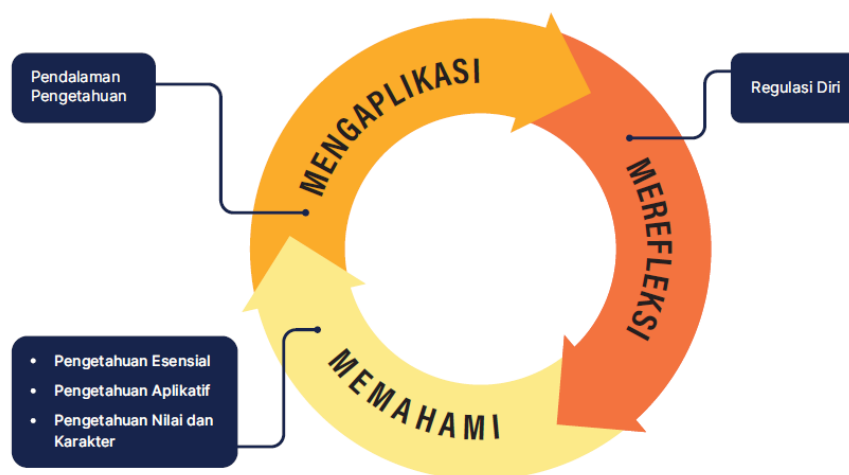 Pendalaman
Pengetahuan
MENGAPLIKASI
Regulasi Diri
MEREFLEKSI
• Pengetahuan Esensial
• Pengetahuan Aplikatif
• Pengetahuan Nilai dan
Karakter
MEMAHAMI